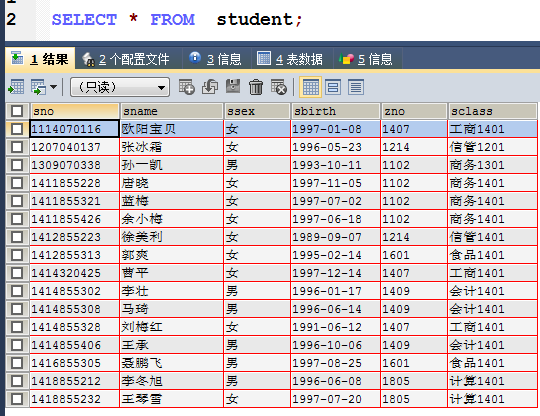 2 SELECT * FROM student;
1 结果 2 个配置文件 3 信息 4 表数据 5 信息
(只读)
sno sname ssex sbirth zno sclass
1114070116 欧阳宝贝 女 1997-01-08 1407 工商1401
1207040137 张冰霜 女 1996-05-23 1214 信管1201
1309070338 孙一凯 男 1993-10-11 1102 商务1301
1411855228 唐晓 女 1997-11-05 1102 商务1401
1411855321 蓝梅 女 1997-07-02 1102 商务1401
1411855426 余小梅 女 1997-06-18 1102 商务1401
1412855223 徐美利 女 1989-09-07 1214 信管1401
1412855313 郭爽 女 1995-02-14 1601 食品1401
1414320425 曹平 女 1997-12-14 1407 工商1401
1414855302 李壮 男 1996-01-17 1409 会计1401
1414855308 马琦 男 1996-06-14 1409 会计1401
1414855328 刘梅红 女 1991-06-12 1407 工商1401
1414855406 王承 男 1996-10-06 1409 会计1401
1416855305 聂鹏飞 男 1997-08-25 1601 食品1401
1418855212 李冬旭 男 1996-06-08 1805 计算1401
1418855232 王琴雪 女 1997-07-20 1805 计算1401